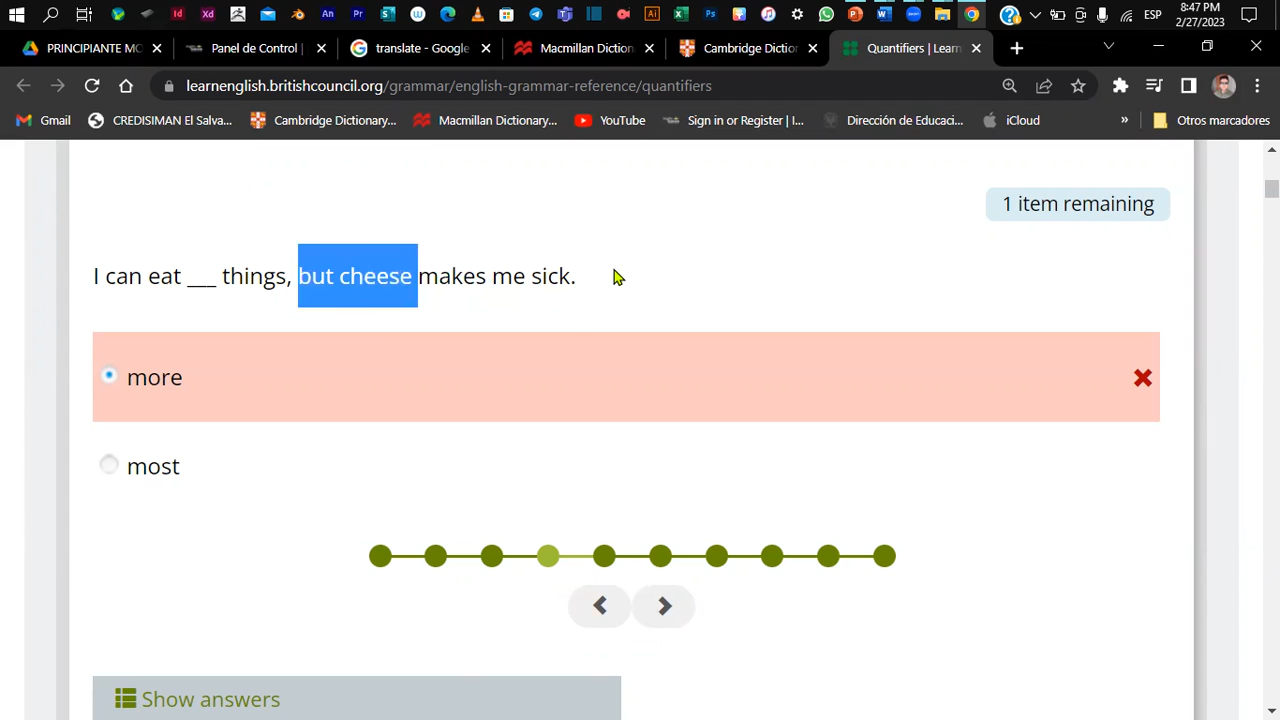 ESP
8:47 PM
2/27/2023
PRINCIPIANTE MO
Panel de Control |
translate - Google
Macmillan Diction
Cambridge Dictio
Quantifiers | Learn
learnenglish.britishcouncil.org/grammar/english-grammar-reference/quantifiers
Gmail
CREDISIMAN El Salva...
Cambridge Dictionary...
Macmillan Dictionary...
YouTube
Sign in or Register | I...
Dirección de Educaci...
iCloud
»
Otros marcadores
1 item remaining
I can eat ___ things, but cheese makes me sick.
more
most
Show answers